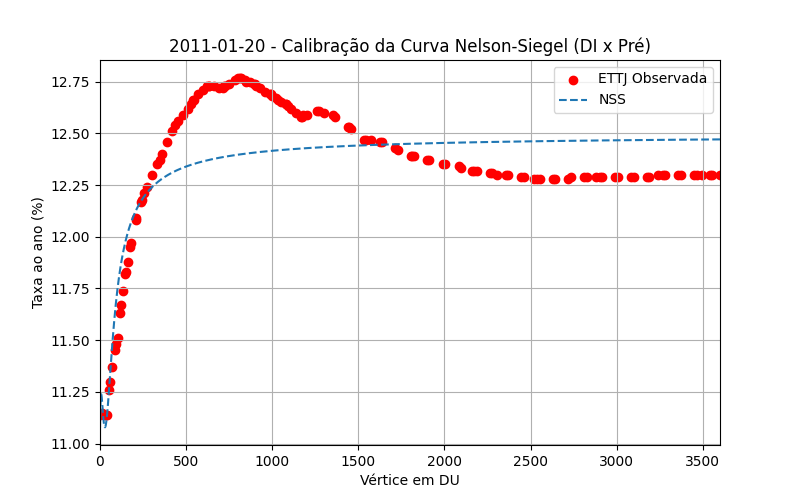 2011-01-20 - Calibração da Curva Nelson-Siegel (DI x Pré)
ETTJ Observada
NSS
Taxa ao ano (%)
12.75
12.50
12.25
12.00
11.75
11.50
11.25
11.00
0 500 1000 1500 2000 2500 3000 3500
Vértice em DU